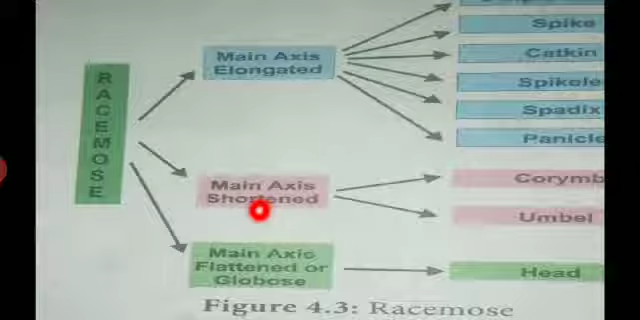 Spike
Main Axis
Elongated
Catkin
Spikele
Spadix
Panicle
RACEMOSE
Main Axis
Shortened
Corymb
Umbel
Main Axis
Flattened or
Globose
Head
Figure 4.3: Racemose